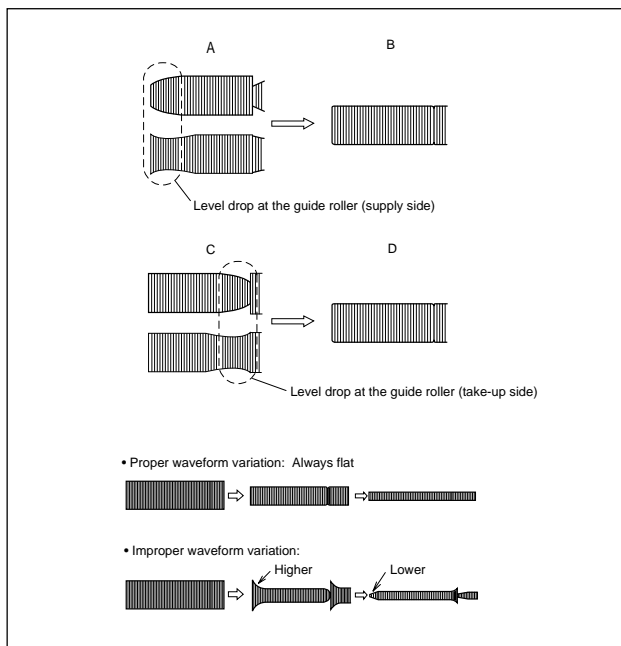 A B
Level drop at the guide roller (supply side)
C D
Level drop at the guide roller (take-up side)
• Proper waveform variation: Always flat
• Improper waveform variation:
Higher Lower